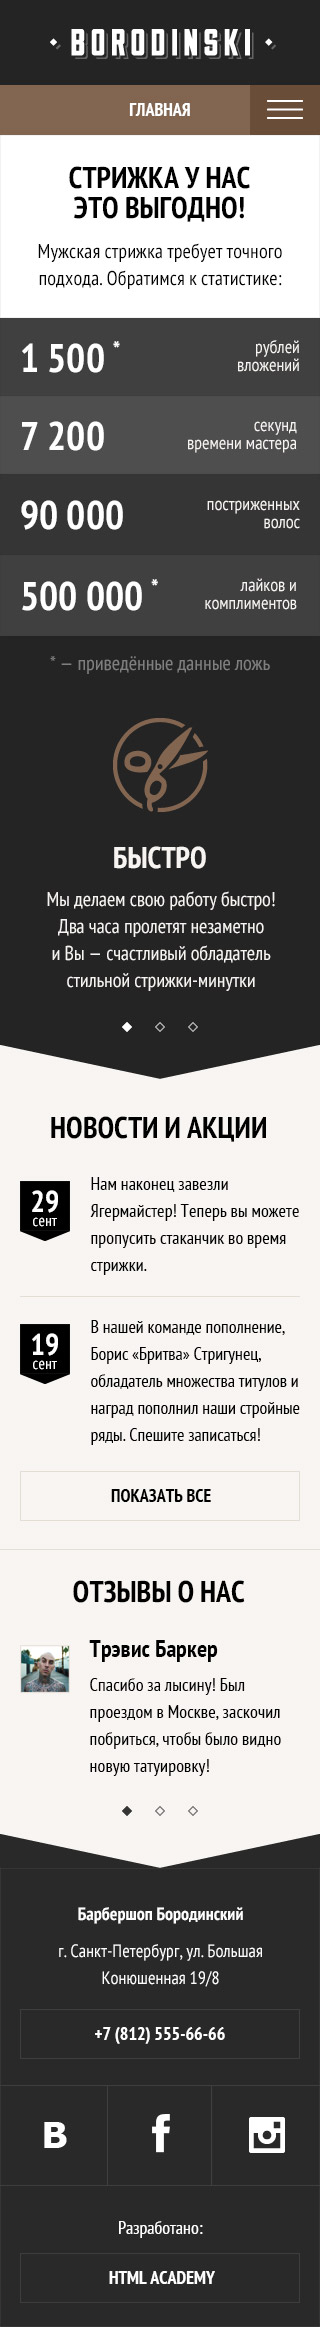 BORODINSKI
ГЛАВНАЯ
СТРИЖКА У НАС
ЭТО ВЫГОДНО!
Мужская стрижка требует точного
подхода. Обратимся к статистике:
1 500 *
рублей
вложений
7 200
секунд
времени мастера
90 000
постриженных
волос
500 000 *
лайков и
комплиментов
* — приведённые данные ложь
БЫСТРО
Мы делаем свою работу быстро!
Два часа пролетят незаметно
и Вы — счастливый обладатель
стильной стрижки-минутки
НОВОСТИ И АКЦИИ
29
сент
Нам наконец завезли
Ягермайстер! Теперь вы можете
пропустить стаканчик во время
стрижки.
19
сент
В нашей команде пополнение,
Борис «Бритва» Стригунец,
обладатель множества титулов и
наград пополнил наши стройные
ряды. Спешите записаться!
ПОКАЗАТЬ ВСЕ
ОТЗЫВЫ О НАС
Трэвис Баркер
Спасибо за лысину! Был
проездом в Москве, заскочил
побриться, чтобы было видно
новую татуировку!
Барбершоп Бородинский
г. Санкт-Петербург, ул. Большая
Конюшенная 19/8
+7 (812) 555-66-66
Разработано:
HTML ACADEMY